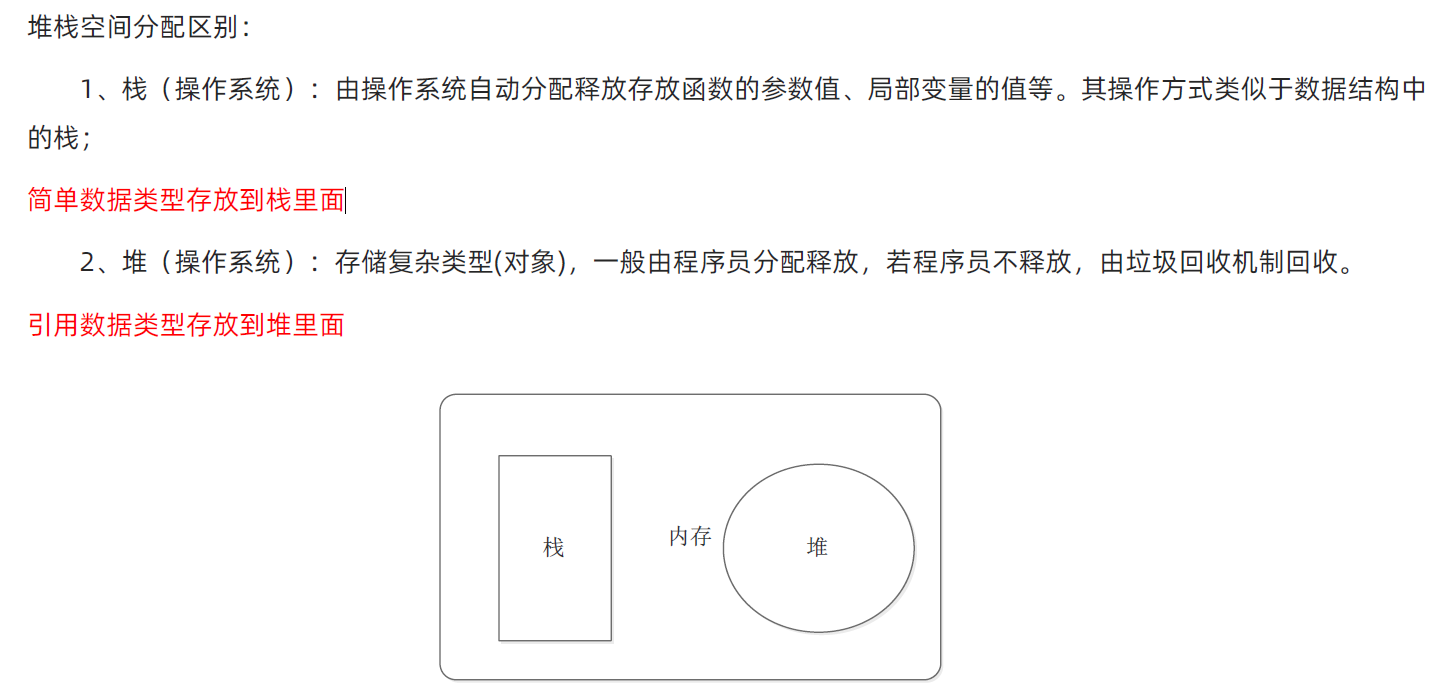 堆栈空间分配区别：
1、栈（操作系统）：由操作系统自动分配释放存放函数的参数值、局部变量的值等。其操作方式类似于数据结构中
的栈；
简单数据类型存放到栈里面
2、堆（操作系统）：存储复杂类型(对象)，一般由程序员分配释放，若程序员不释放，由垃圾回收机制回收。
引用数据类型存放到堆里面
栈
内存
堆